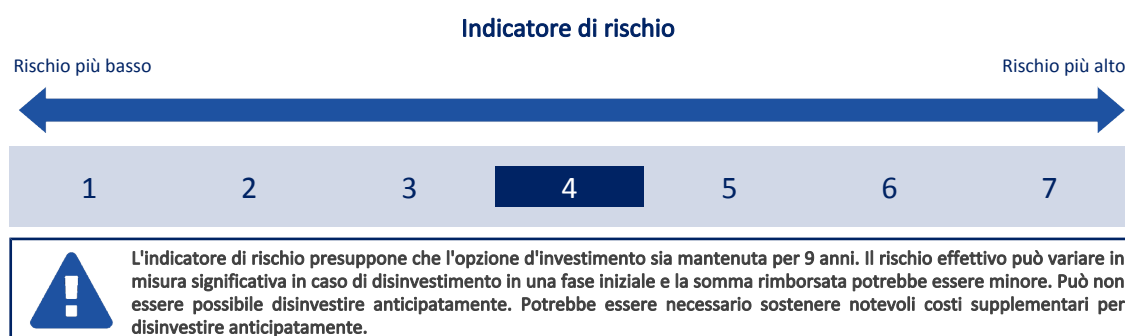 Indicatore di rischio
Rischio più basso Rischio più alto
1 2 3 4 5 6 7
L'indicatore di rischio presuppone che l'opzione d'investimento sia mantenuta per 9 anni. Il rischio effettivo può variare in
misura significativa in caso di disinvestimento in una fase iniziale e la somma rimborsata potrebbe essere minore. Può non
essere possibile disinvestire anticipatamente. Potrebbe essere necessario sostenere notevoli costi supplementari per
disinvestire anticipatamente.